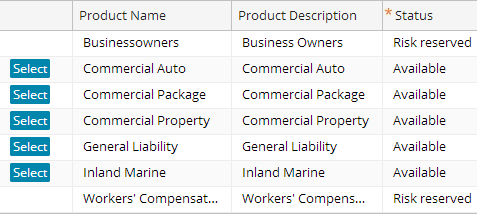 Product Name Product Description * Status
Businessowners Business Owners Risk reserved
Select Commercial Auto Commercial Auto Available
Select Commercial Package Commercial Package Available
Select Commercial Property Commercial Property Available
Select General Liability General Liability Available
Select Inland Marine Inland Marine Available
Workers' Compensat... Workers' Compens... Risk reserved